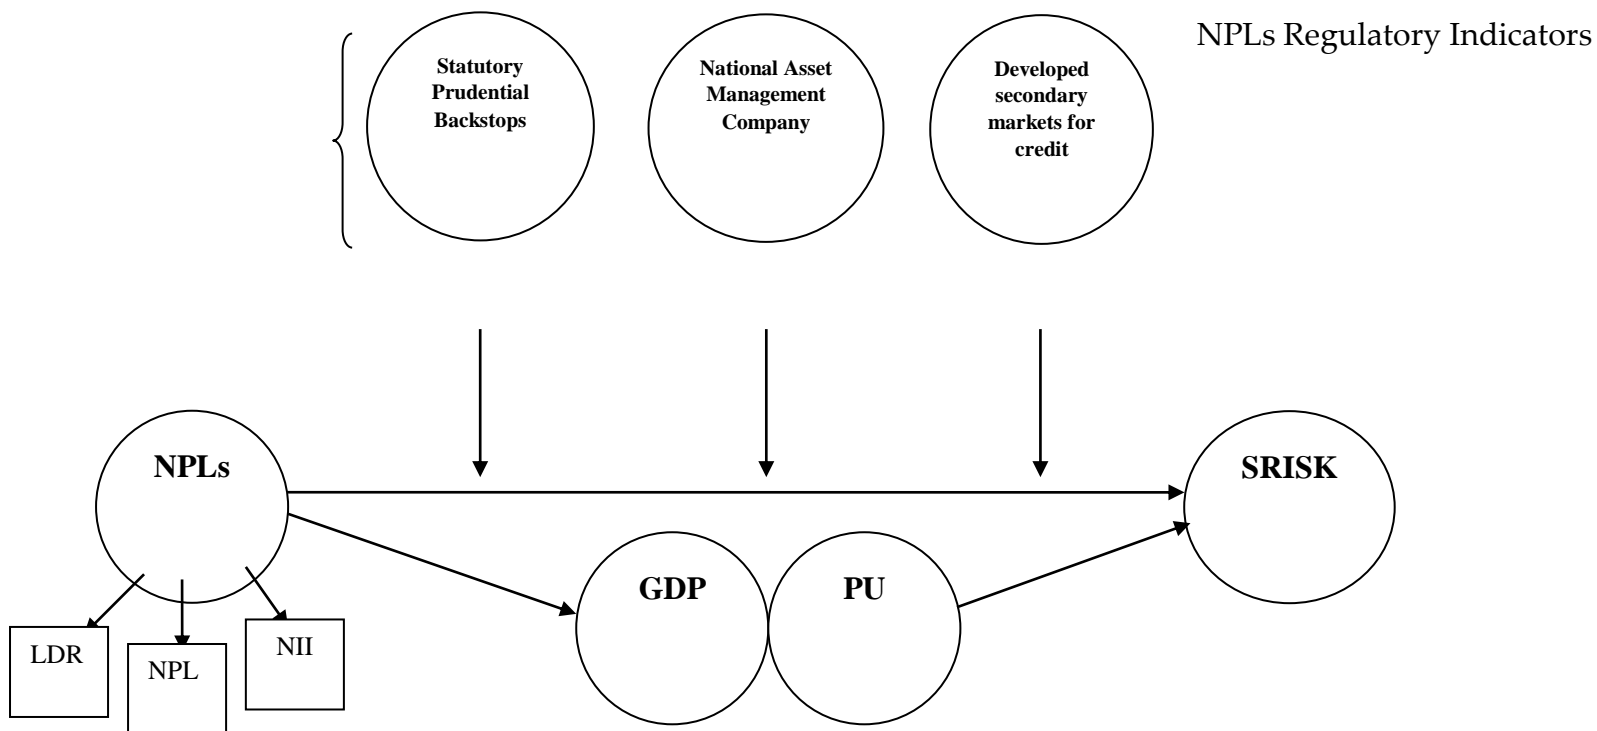 NPLs Regulatory Indicators
Statutory
Prudential
Backstops
National Asset
Management
Company
Developed
secondary
markets for
credit
NPLs
SRISK
GDP
PU
LDR
NPL
NII